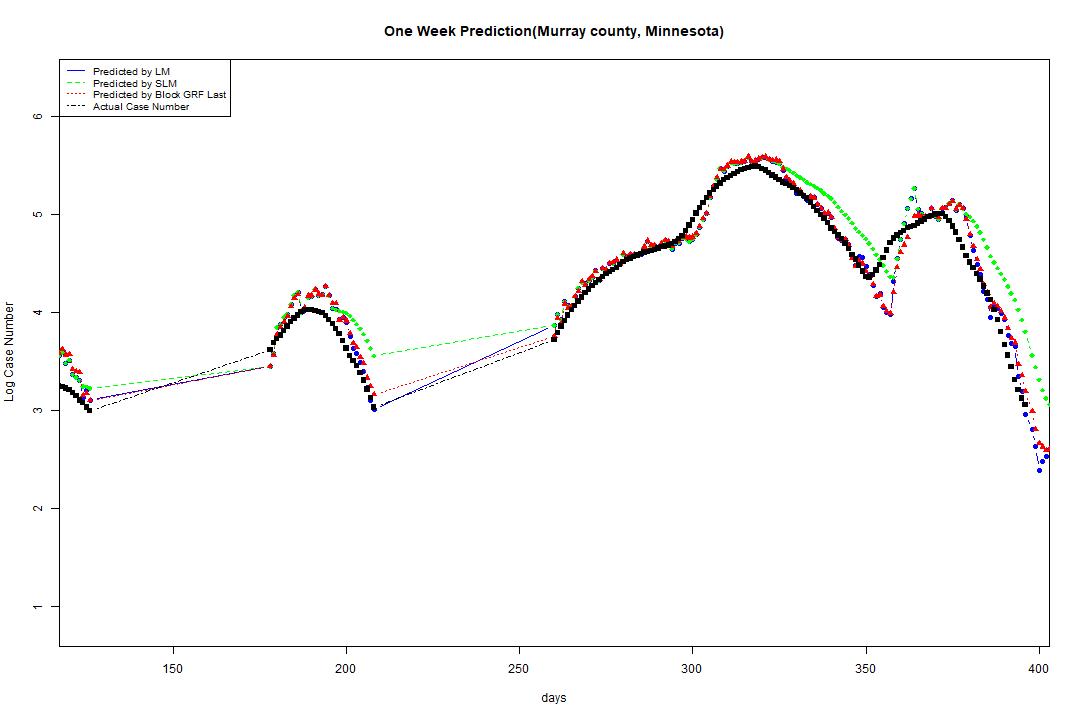 One Week Prediction(Murray county, Minnesota)
Predicted by LM
Predicted by SLM
Predicted by Block GRF Last
Actual Case Number
6
5
4
3
2
1
Log Case Number
150 200 250 300 350 400
days